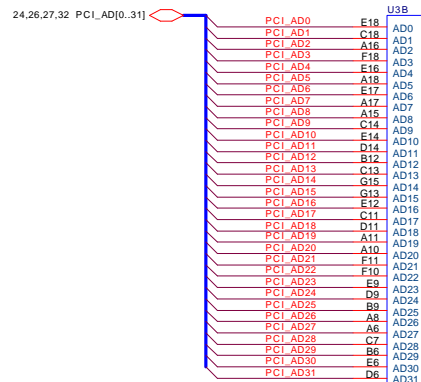 U3B
24,26,27,32 PCI_AD[0..31]
PCI_AD0 E18 AD0
PCI_AD1 C18 AD1
PCI_AD2 A16 AD2
PCI_AD3 F18 AD3
PCI_AD4 E16 AD4
PCI_AD5 A18 AD5
PCI_AD6 E17 AD6
PCI_AD7 A17 AD7
PCI_AD8 A15 AD8
PCI_AD9 C14 AD9
PCI_AD10 E14 AD10
PCI_AD11 D14 AD11
PCI_AD12 B12 AD12
PCI_AD13 C13 AD13
PCI_AD14 G15 AD14
PCI_AD15 G13 AD15
PCI_AD16 E12 AD16
PCI_AD17 C11 AD17
PCI_AD18 D11 AD18
PCI_AD19 A11 AD19
PCI_AD20 A10 AD20
PCI_AD21 F11 AD21
PCI_AD22 F10 AD22
PCI_AD23 E9 AD23
PCI_AD24 D9 AD24
PCI_AD25 B9 AD25
PCI_AD26 A8 AD26
PCI_AD27 A6 AD27
PCI_AD28 C7 AD28
PCI_AD29 B6 AD29
PCI_AD30 E6 AD30
PCI_AD31 D6 AD31